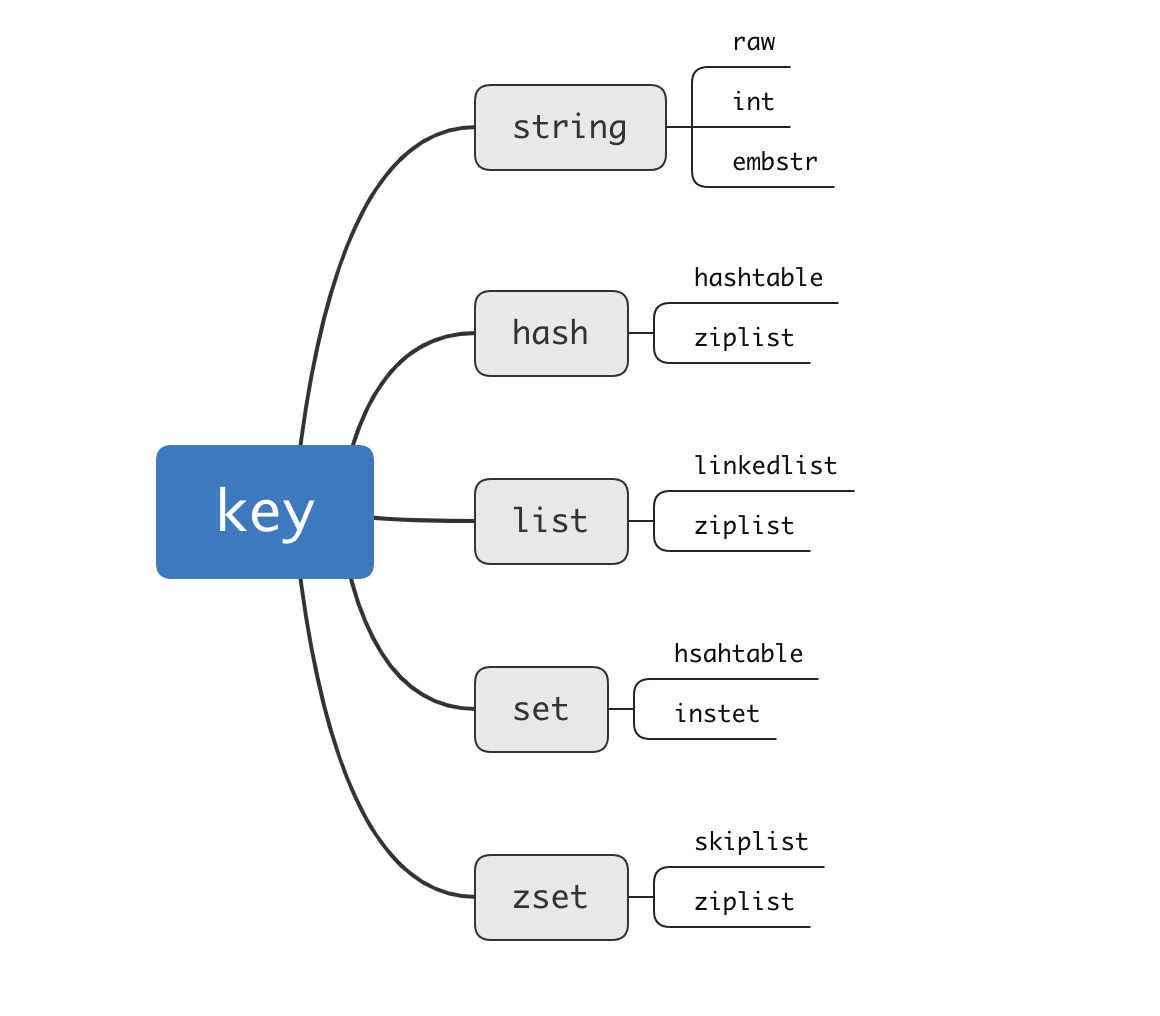 key
string
raw
int
embstr
hash
hashtable
ziplist
list
linkedlist
ziplist
set
hsahtable
instet
zset
skiplist
ziplist